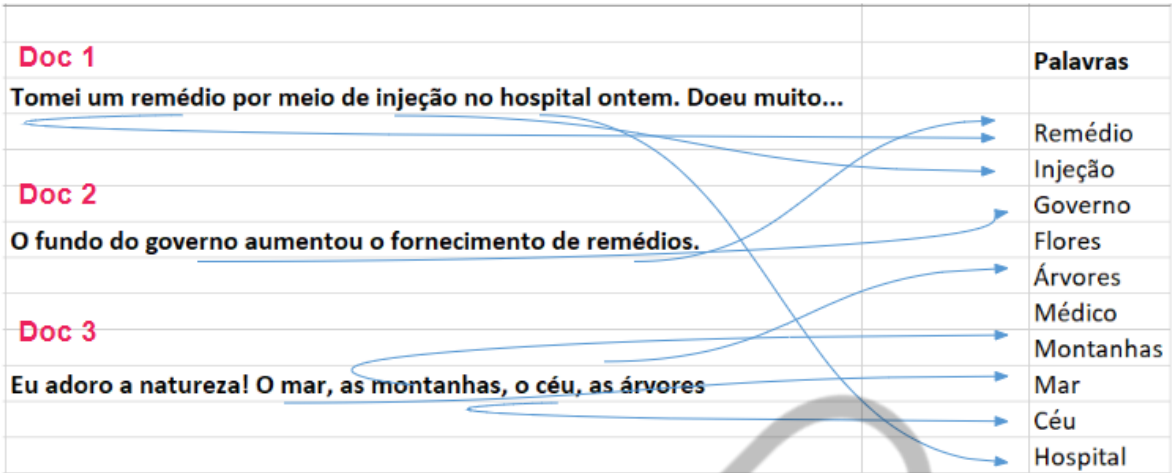 Doc 1
Palavras
Tomei um remédio por meio de injeção no hospital ontem. Doeu muito...
Remédio
Injeção
Doc 2
Governo
O fundo do governo aumentou o fornecimento de remédios.
Flores
Árvores
Médico
Doc 3
Montanhas
Eu adoro a natureza! O mar, as montanhas, o céu, as árvores
Mar
Céu
Hospital